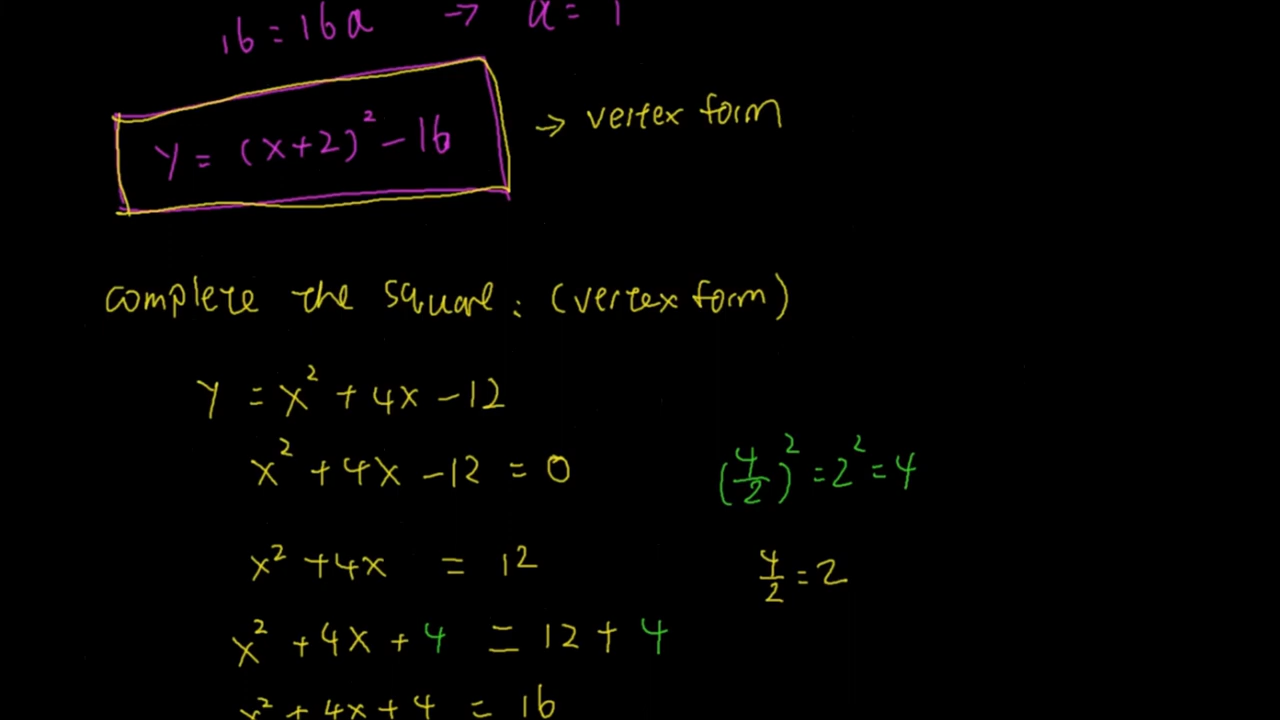 16 = 16a → a = 1
y = (x+2)² - 16 → vertex form
complete the square : (vertex form)
y = x² + 4x - 12
x² + 4x - 12 = 0
(4/2)² = 2² = 4
x² + 4x = 12
4/2 = 2
x² + 4x + 4 = 12 + 4
x² + 4x + 4 = 16